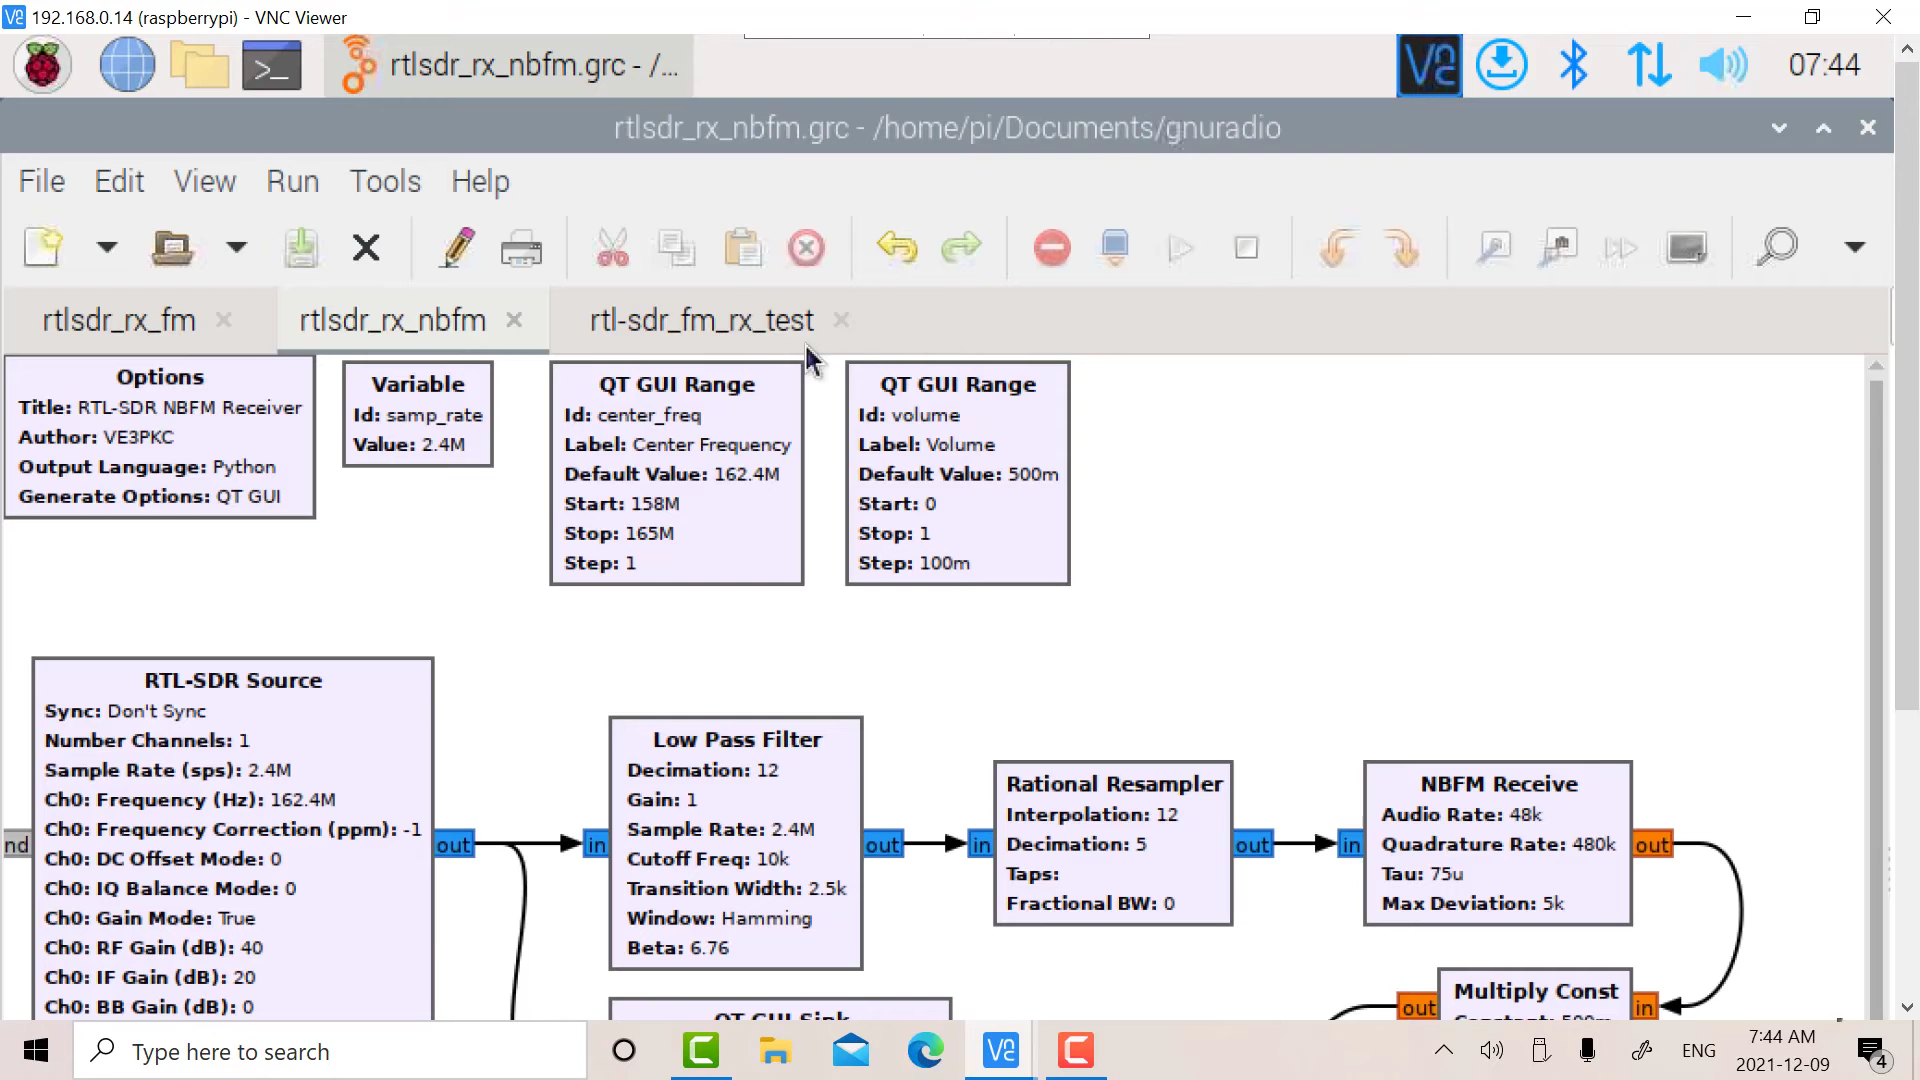 192.168.0.14 (raspberrypi) - VNC Viewer
rtlsdr_rx_nbfm.grc - /...
07:44
rtlsdr_rx_nbfm.grc - /home/pi/Documents/gnuradio
File Edit View Run Tools Help
rtlsdr_rx_fm
rtlsdr_rx_nbfm
rtl-sdr_fm_rx_test
Options
Title: RTL-SDR NBFM Receiver
Author: VE3PKC
Output Language: Python
Generate Options: QT GUI
Variable
Id: samp_rate
Value: 2.4M
QT GUI Range
Id: center_freq
Label: Center Frequency
Default Value: 162.4M
Start: 158M
Stop: 165M
Step: 1
QT GUI Range
Id: volume
Label: Volume
Default Value: 500m
Start: 0
Stop: 1
Step: 100m
RTL-SDR Source
Sync: Don't Sync
Number Channels: 1
Sample Rate (sps): 2.4M
Ch0: Frequency (Hz): 162.4M
Ch0: Frequency Correction (ppm): -1
Ch0: DC Offset Mode: 0
Ch0: IQ Balance Mode: 0
Ch0: Gain Mode: True
Ch0: RF Gain (dB): 40
Ch0: IF Gain (dB): 20
Ch0: BB Gain (dB): 0
nd
out
in
Low Pass Filter
Decimation: 12
Gain: 1
Sample Rate: 2.4M
Cutoff Freq: 10k
Transition Width: 2.5k
Window: Hamming
Beta: 6.76
out
in
Rational Resampler
Interpolation: 12
Decimation: 5
Taps:
Fractional BW: 0
out
in
NBFM Receive
Audio Rate: 48k
Quadrature Rate: 480k
Tau: 75u
Max Deviation: 5k
out
Multiply Const
out
in
QT GUI Sink
Type here to search
ENG
7:44 AM
2021-12-09
4